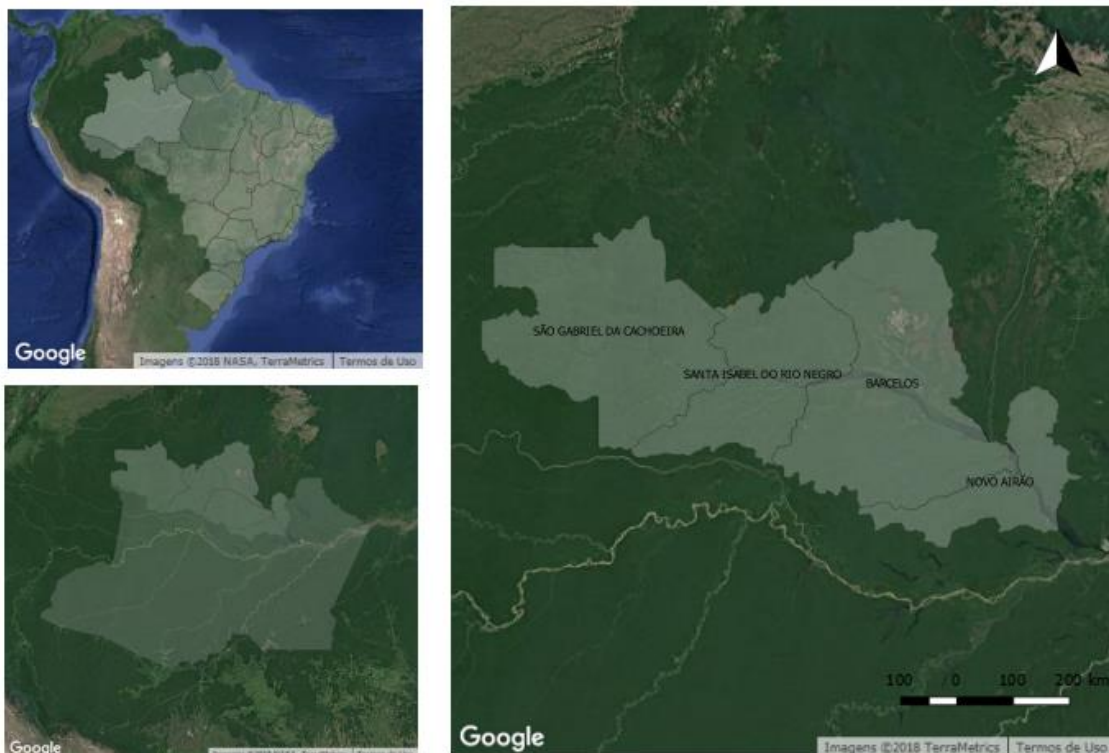 Google
Imagens ©2018 NASA, TerraMetrics
Termos de Uso
Google
SÃO GABRIEL DA CACHOEIRA
SANTA ISABEL DO RIO NEGRO
BARCELOS
NOVO AIRÃO
100 0 100 200 km
Google
Imagens ©2018 TerraMetrics
Termos de Uso